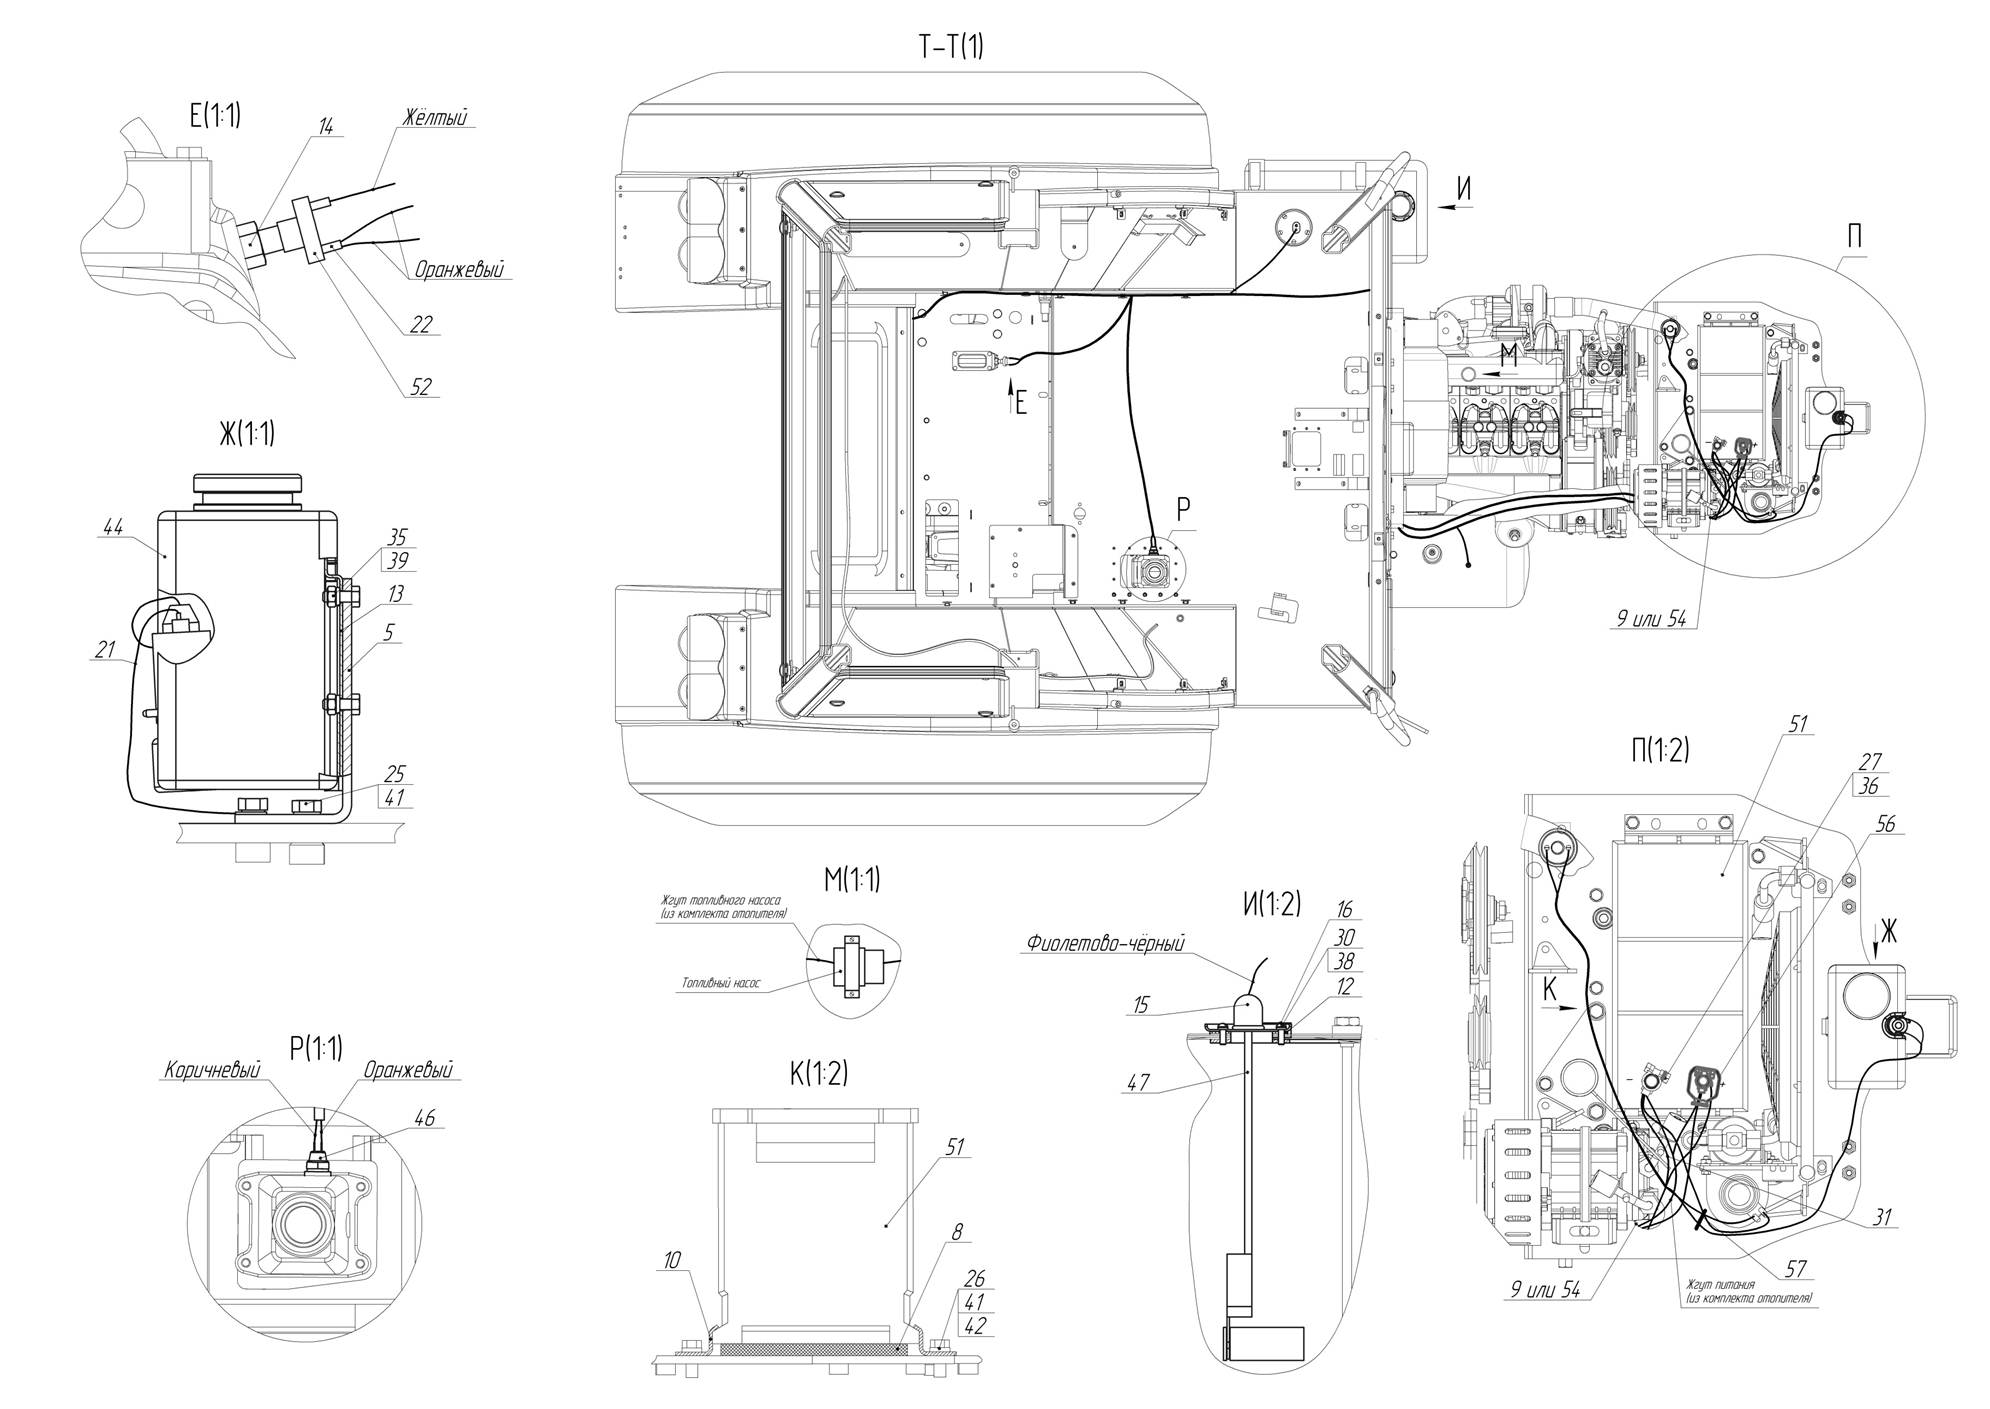 Т–Т(1)
Е(1:1)
14
Жёлтый
Оранжевый
22
52
И
П
М
Е
Р
9 или 54
Ж(1:1)
44
35
39
13
5
21
25
41
М(1:1)
Жгут топливного насоса
(из комплекта отопителя)
Топливный насос
П(1:2)
51
27
36
56
Ж
К
–
+
–
+
31
57
9 или 54
Жгут питания
(из комплекта отопителя)
И(1:2)
Фиолетово-чёрный
16
30
38
12
15
47
Р(1:1)
Коричневый
Оранжевый
46
К(1:2)
51
8
10
26
41
42